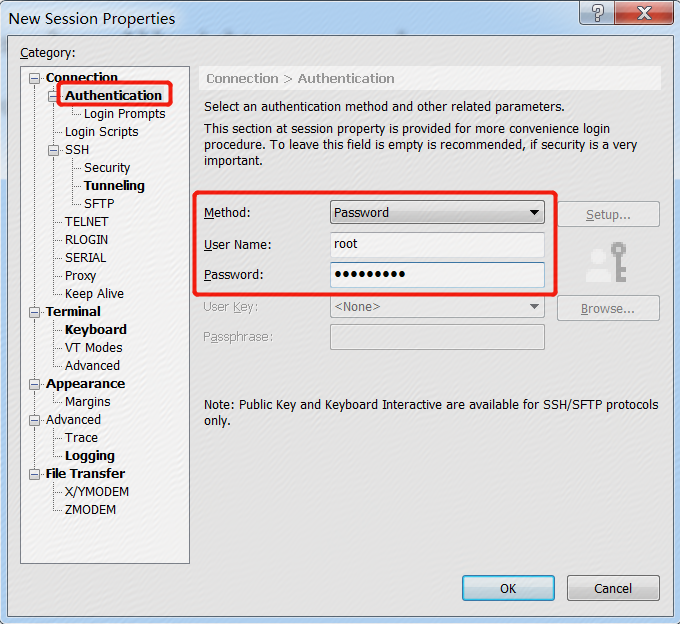 New Session Properties
Category:
Connection
Authentication
Login Prompts
Login Scripts
SSH
Security
Tunneling
SFTP
TELNET
RLOGIN
SERIAL
Proxy
Keep Alive
Terminal
Keyboard
VT Modes
Advanced
Appearance
Margins
Advanced
Trace
Logging
File Transfer
X/YMODEM
ZMODEM
Connection > Authentication
Select an authentication method and other related parameters.
This section at session property is provided for more convenience login
procedure. To leave this field is empty is recommended, if security is a very
important.
Method: Password Setup...
User Name: root
Password: ●●●●●●●●●
User Key: <None> Browse...
Passphrase:
Note: Public Key and Keyboard Interactive are available for SSH/SFTP protocols
only.
OK Cancel